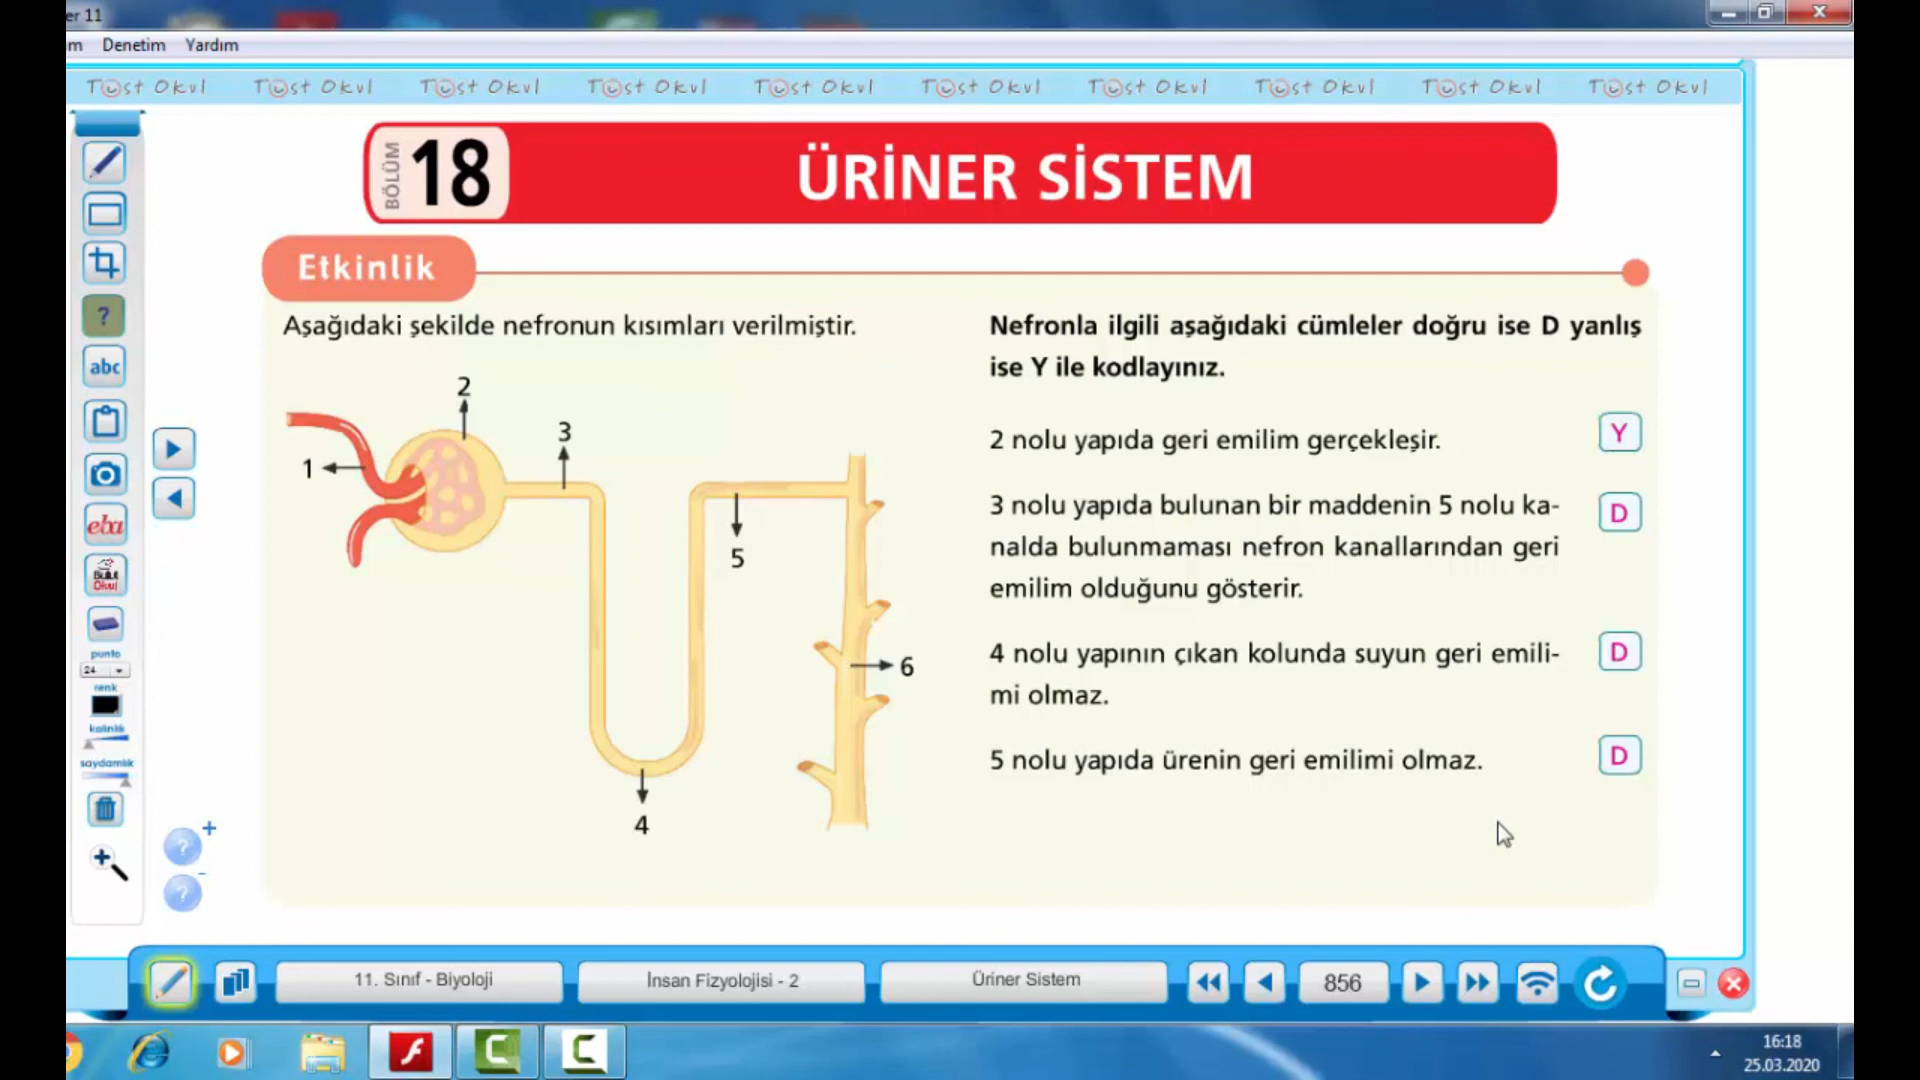 er 11
m Denetim Yardım
Test Okul Test Okul Test Okul Test Okul Test Okul Test Okul Test Okul Test Okul Test Okul Test Okul
BÖLÜM 18
ÜRİNER SİSTEM
Etkinlik
Aşağıdaki şekilde nefronun kısımları verilmiştir.
1
2
3
4
5
6
Nefronla ilgili aşağıdaki cümleler doğru ise D yanlış
ise Y ile kodlayınız.
2 nolu yapıda geri emilim gerçekleşir. Y
3 nolu yapıda bulunan bir maddenin 5 nolu ka- D
nalda bulunmaması nefron kanallarından geri
emilim olduğunu gösterir.
4 nolu yapının çıkan kolunda suyun geri emili- D
mi olmaz.
5 nolu yapıda ürenin geri emilimi olmaz. D
?
abc
eba
Bulut
Okul
punto
24
renk
kalınlık
saydamlık
? +
? -
11. Sınıf - Biyoloji
İnsan Fizyolojisi - 2
Üriner Sistem
856
16:18
25.03.2020